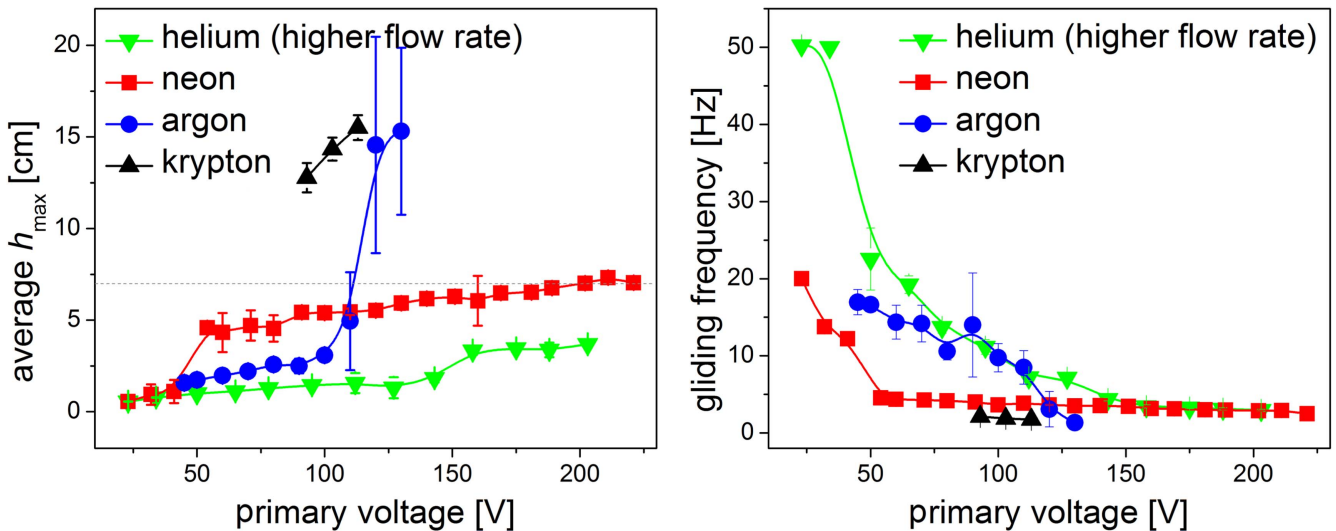 20
15
10
5
0
average h max [cm]
helium (higher flow rate)
neon
argon
krypton
50 100 150 200
primary voltage [V]
50
40
30
20
10
0
gliding frequency [Hz]
helium (higher flow rate)
neon
argon
krypton
50 100 150 200
primary voltage [V]